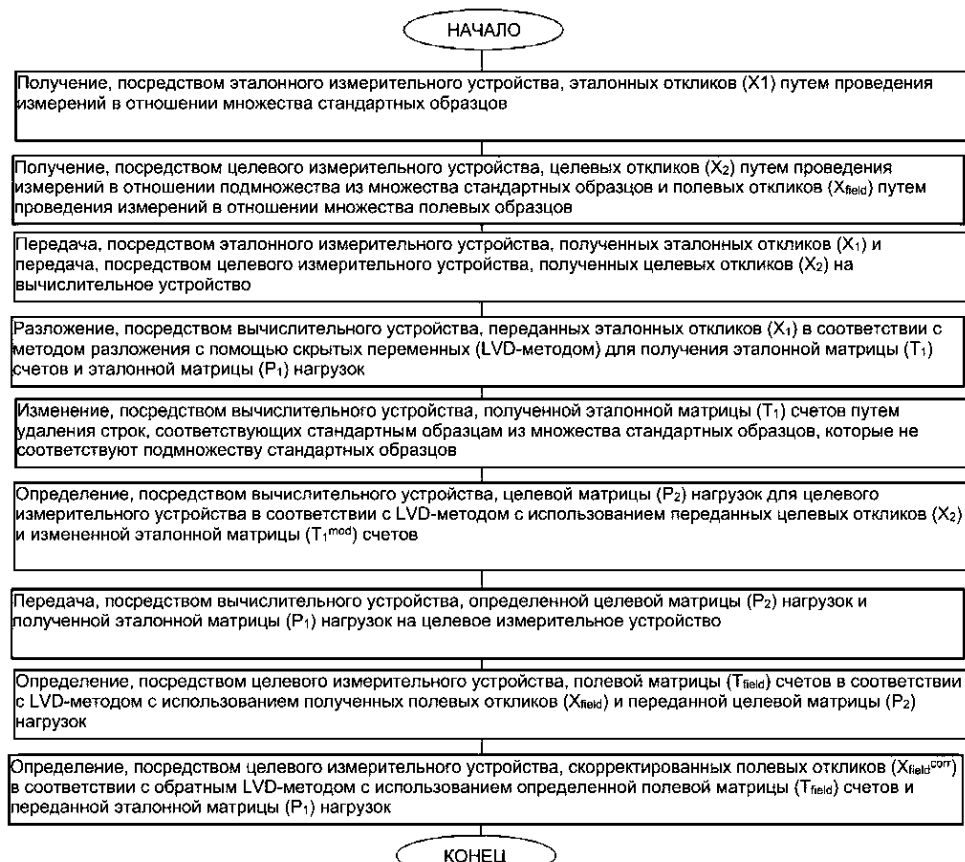 НАЧАЛО
Получение, посредством эталонного измерительного устройства, эталонных откликов (X1) путем проведения
измерений в отношении множества стандартных образцов
Получение, посредством целевого измерительного устройства, целевых откликов (X₂) путем проведения
измерений в отношении подмножества из множества стандартных образцов и полевых откликов (X_field) путем
проведения измерений в отношении множества полевых образцов
Передача, посредством эталонного измерительного устройства, полученных эталонных откликов (X₁) и
передача, посредством целевого измерительного устройства, полученных целевых откликов (X₂) на
вычислительное устройство
Разложение, посредством вычислительного устройства, переданных эталонных откликов (X₁) в соответствии с
методом разложения с помощью скрытых переменных (LVD-методом) для получения эталонной матрицы (T₁)
счетов и эталонной матрицы (P₁) нагрузок
Изменение, посредством вычислительного устройства, полученной эталонной матрицы (T₁) счетов путем
удаления строк, соответствующих стандартным образцам из множества стандартных образцов, которые не
соответствуют подмножеству стандартных образцов
Определение, посредством вычислительного устройства, целевой матрицы (P₂) нагрузок для целевого
измерительного устройства в соответствии с LVD-методом с использованием переданных целевых откликов (X₂)
и измененной эталонной матрицы (T₁^mod) счетов
Передача, посредством вычислительного устройства, определенной целевой матрицы (P₂) нагрузок и
полученной эталонной матрицы (P₁) нагрузок на целевое измерительное устройство
Определение, посредством целевого измерительного устройства, полевой матрицы (T_field) счетов в соответствии
с LVD-методом с использованием полученных полевых откликов (X_field) и переданной целевой матрицы (P₂)
нагрузок
Определение, посредством целевого измерительного устройства, скорректированных полевых откликов (X_field^corr)
в соответствии с обратным LVD-методом с использованием определенной полевой матрицы (T_field) счетов и
переданной эталонной матрицы (P₁) нагрузок
КОНЕЦ